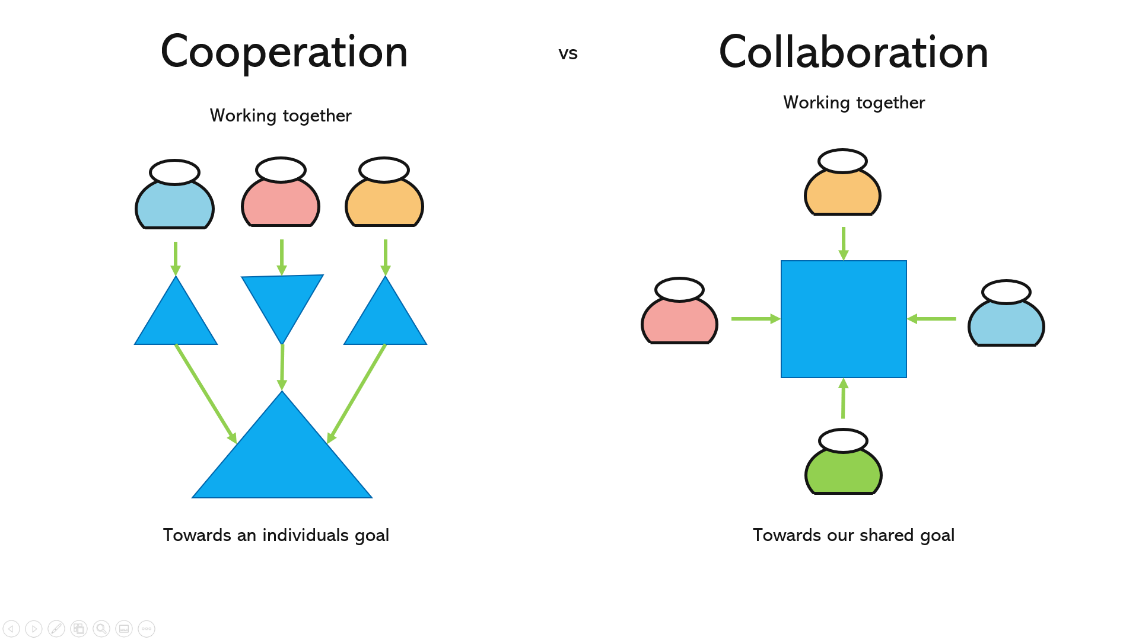 Cooperation
vs
Collaboration
Working together
Working together
Towards an individuals goal
Towards our shared goal